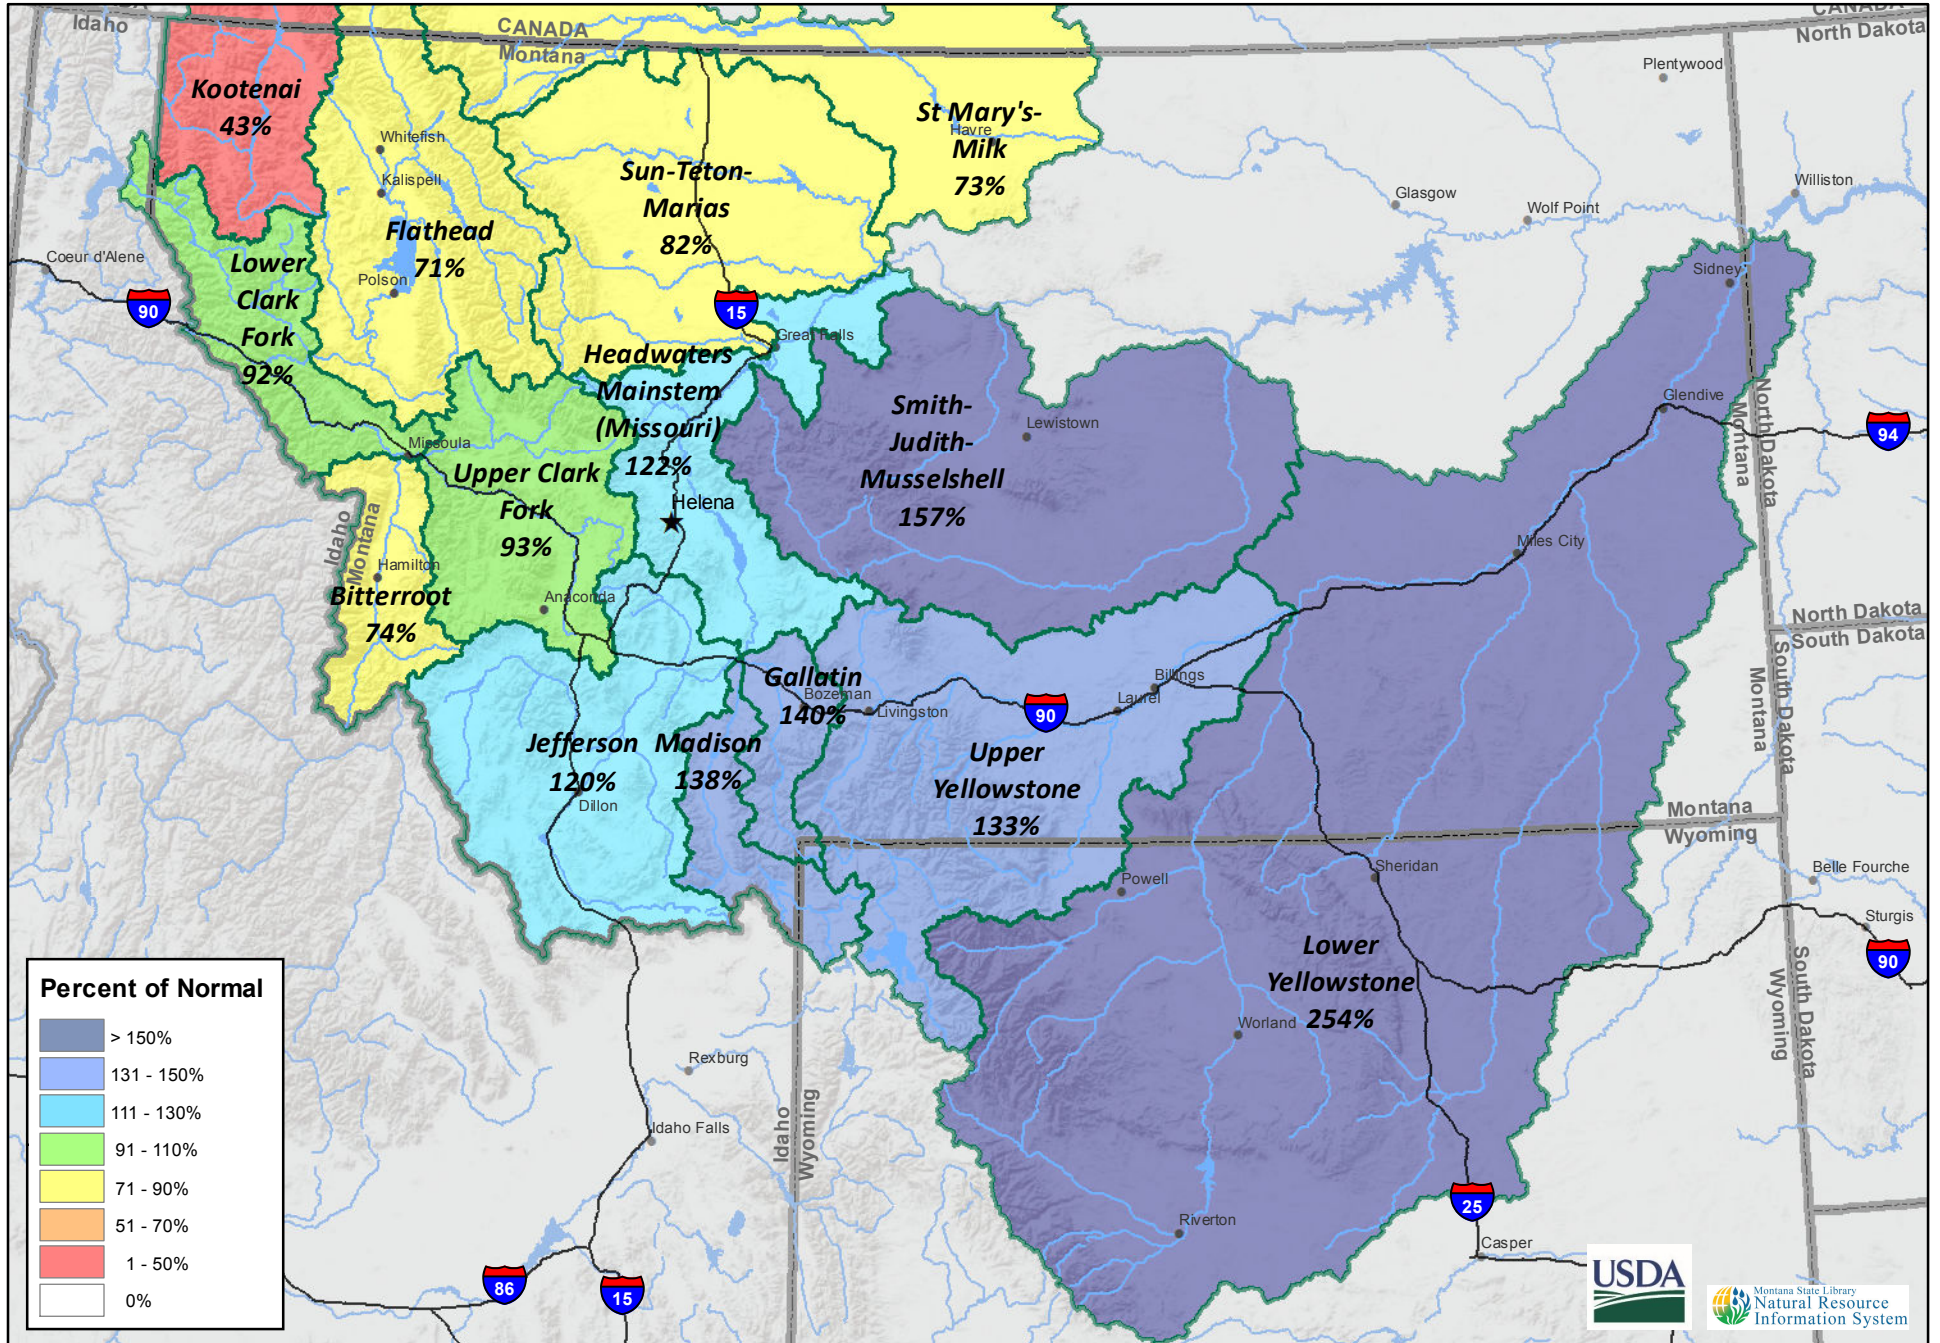 CANADA
Idaho
CANADA
Montana
CANADA
North Dakota
Plentywood
Kootenai
43%
Whitefish
Kalispell
St Mary's-
Havre
Milk
73%
Sun-Teton-
Marias
82%
Glasgow
Wolf Point
Williston
Flathead
71%
Polson
Coeur d'Alene
Lower
Clark
Fork
92%
90
15
Sidney
Great Falls
Headwaters
Mainstem
(Missouri)
122%
Smith-
Judith-
Musselshell
157%
Lewistown
Glendive
North Dakota
Montana
94
Missoula
Upper Clark
Fork
93%
Helena
Miles City
Idaho
Montana
Hamilton
Bitterroot
74%
Anaconda
North Dakota
South Dakota
South Dakota
Montana
Gallatin
Bozeman
140%
Livingston
90
Billings
Laurel
Jefferson
120%
Dillon
Madison
138%
Upper
Yellowstone
133%
Montana
Wyoming
Sheridan
Powell
Belle Fourche
Sturgis
90
Lower
Yellowstone
254%
Worland
South Dakota
Wyoming
Percent of Normal
> 150%
131 - 150%
111 - 130%
91 - 110%
71 - 90%
51 - 70%
1 - 50%
0%
Rexburg
Idaho Falls
Idaho
Wyoming
86
15
Riverton
25
Casper
USDA
Montana State Library
Natural Resource
Information System